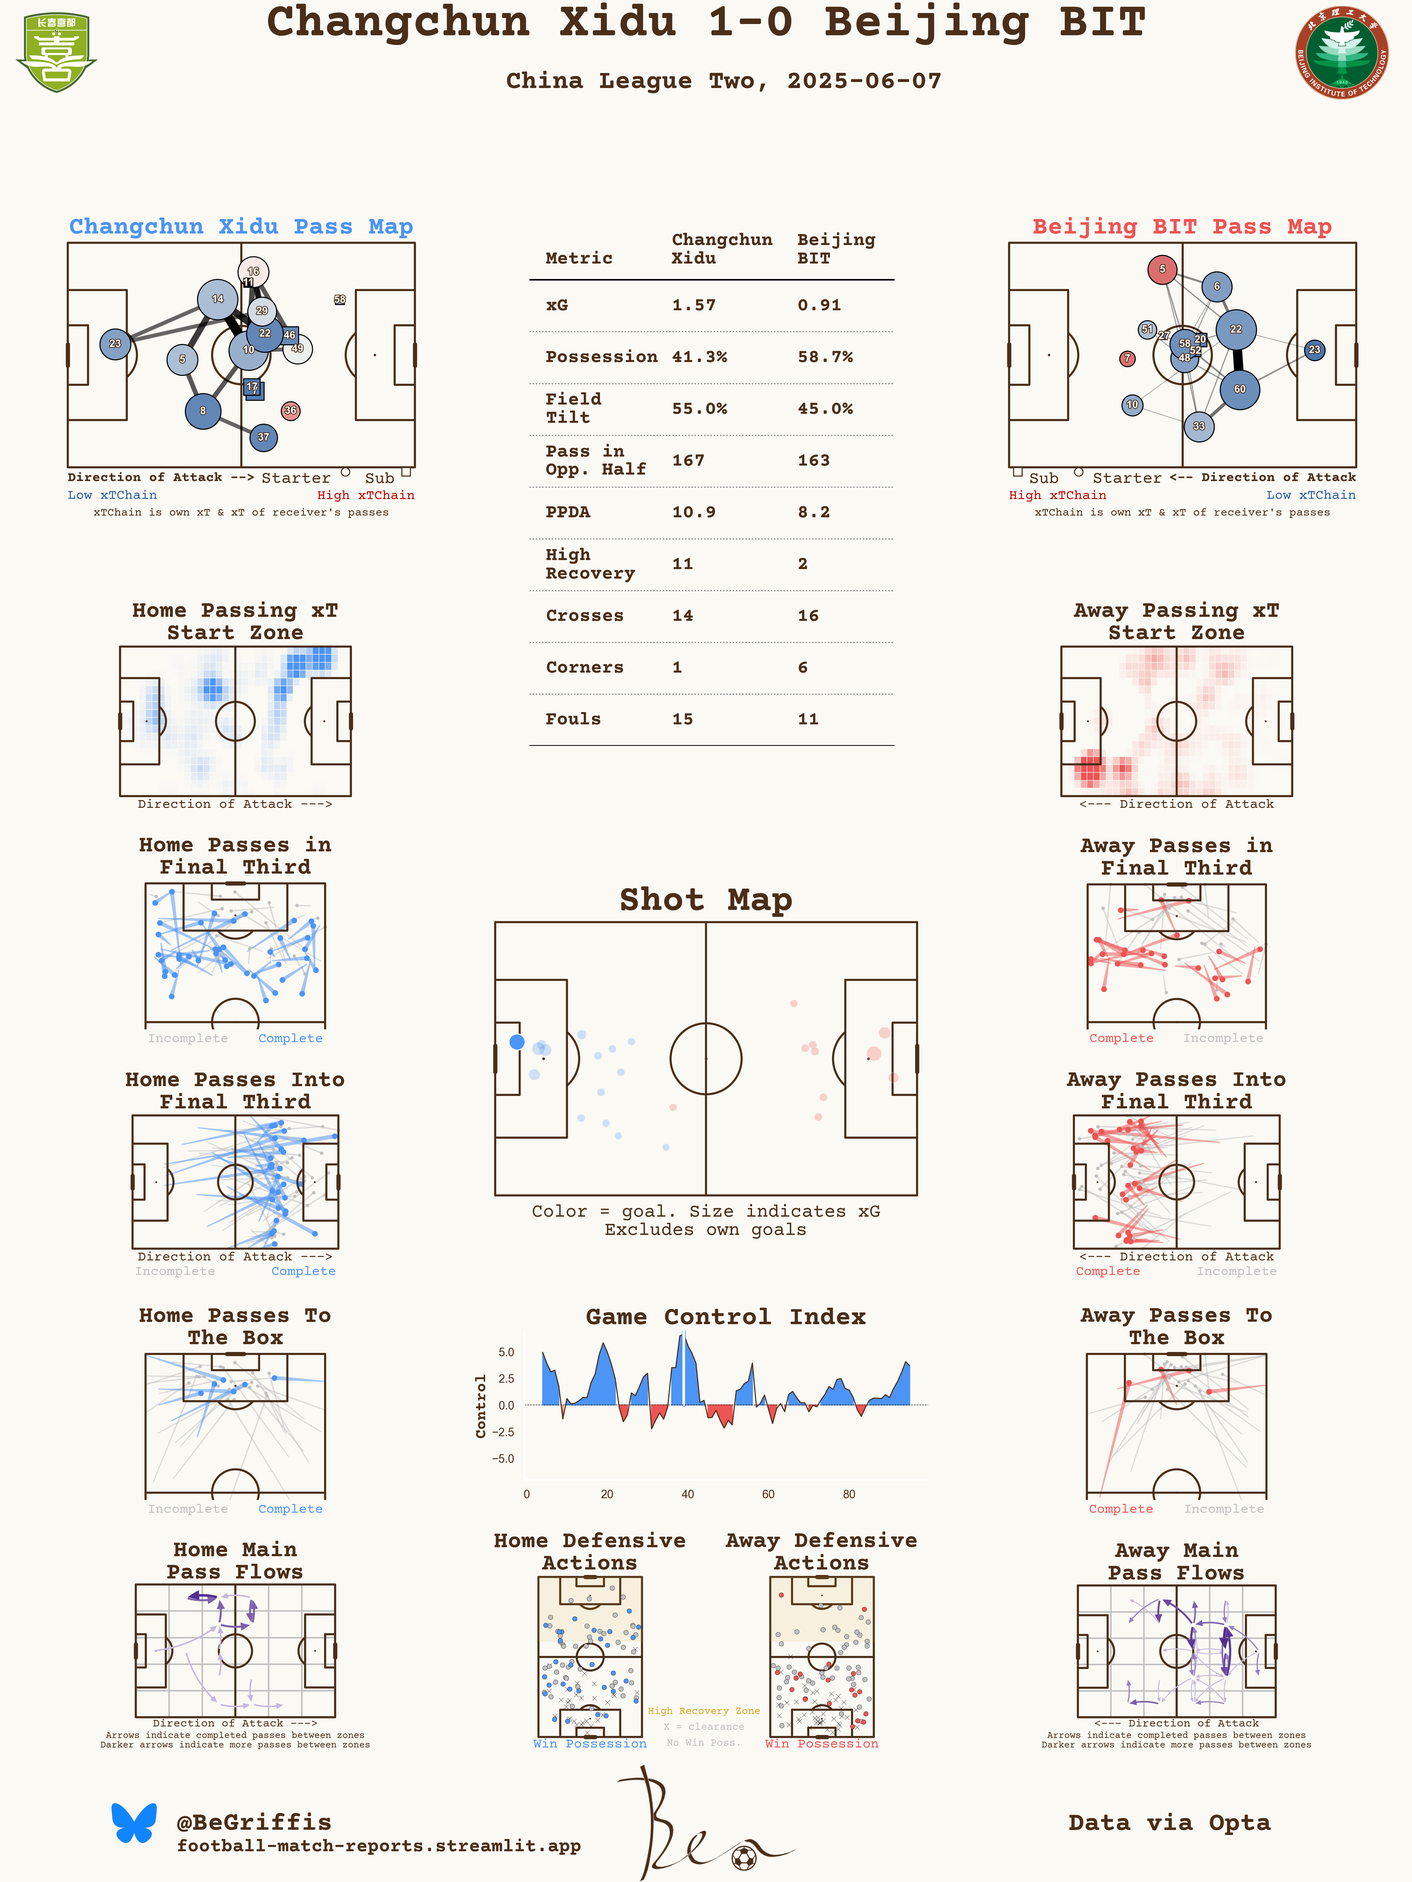 Changchun Xidu 1-0 Beijing BIT
China League Two, 2025-06-07
长春喜都
喜
北京理工大学
1940
BEIJING INSTITUTE OF TECHNOLOGY
Changchun Xidu Pass Map
16
11
14
58
29
22
46
23
10
49
5
17
8
36
37
Direction of Attack --> Starter Sub
Low xTChain High xTChain
xTChain is own xT & xT of receiver's passes
Metric Changchun Xidu Beijing BIT
xG 1.57 0.91
Possession 41.3% 58.7%
Field Tilt 55.0% 45.0%
Pass in Opp. Half 167 163
PPDA 10.9 8.2
High Recovery 11 2
Crosses 14 16
Corners 1 6
Fouls 15 11
Beijing BIT Pass Map
5
6
51
27
22
20
58
52
23
7
48
60
10
33
Sub Starter <-- Direction of Attack
High xTChain Low xTChain
xTChain is own xT & xT of receiver's passes
Home Passing xT
Start Zone
Direction of Attack --->
Away Passing xT
Start Zone
<--- Direction of Attack
Home Passes in
Final Third
Incomplete Complete
Away Passes in
Final Third
Complete Incomplete
Shot Map
Color = goal. Size indicates xG
Excludes own goals
Home Passes Into
Final Third
Direction of Attack --->
Incomplete Complete
Away Passes Into
Final Third
<--- Direction of Attack
Complete Incomplete
Home Passes To
The Box
Incomplete Complete
Game Control Index
Control
5.0
2.5
0.0
−2.5
−5.0
0 20 40 60 80
Away Passes To
The Box
Complete Incomplete
Home Main
Pass Flows
Direction of Attack --->
Arrows indicate completed passes between zones
Darker arrows indicate more passes between zones
Home Defensive
Actions
Win Possession
High Recovery Zone
X = clearance
No Win Poss.
Away Defensive
Actions
Win Possession
Away Main
Pass Flows
<--- Direction of Attack
Arrows indicate completed passes between zones
Darker arrows indicate more passes between zones
@BeGriffis
football-match-reports.streamlit.app
Ben
Data via Opta